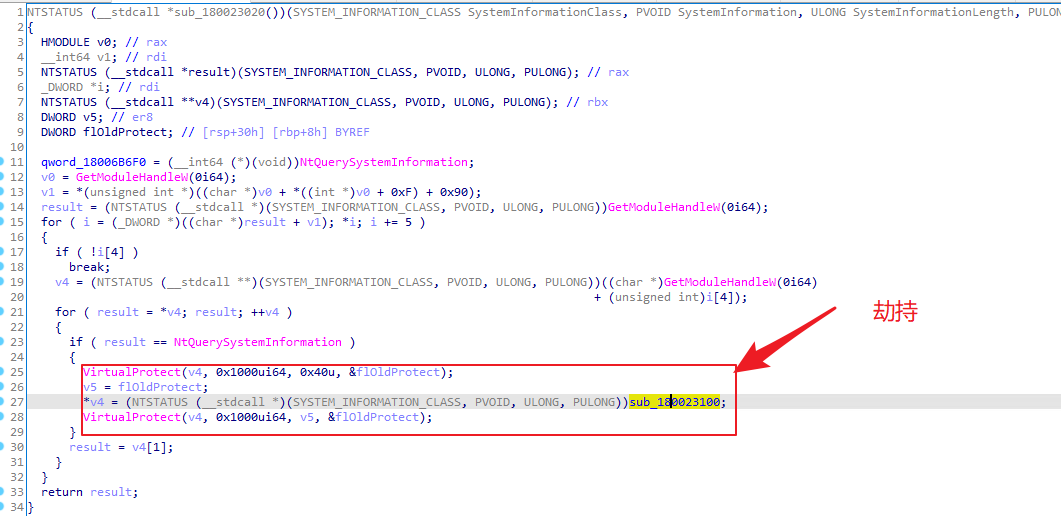 1 NTSTATUS (__stdcall *sub_180023020())(SYSTEM_INFORMATION_CLASS SystemInformationClass, PVOID SystemInformation, ULONG SystemInformationLength, PULON
2 {
3 HMODULE v0; // rax
4 __int64 v1; // rdi
5 NTSTATUS (__stdcall *result)(SYSTEM_INFORMATION_CLASS, PVOID, ULONG, PULONG); // rax
6 _DWORD *i; // rdi
7 NTSTATUS (__stdcall **v4)(SYSTEM_INFORMATION_CLASS, PVOID, ULONG, PULONG); // rbx
8 DWORD v5; // er8
9 DWORD flOldProtect; // [rsp+30h] [rbp+8h] BYREF
10
11 qword_18006B6F0 = (__int64 (*)(void))NtQuerySystemInformation;
12 v0 = GetModuleHandleW(0i64);
13 v1 = *(unsigned int *)((char *)v0 + *((int *)v0 + 0xF) + 0x90);
14 result = (NTSTATUS (__stdcall *)(SYSTEM_INFORMATION_CLASS, PVOID, ULONG, PULONG))GetModuleHandleW(0i64);
15 for ( i = (_DWORD *)((char *)result + v1); *i; i += 5 )
16 {
17 if ( !i[4] )
18 break;
19 v4 = (NTSTATUS (__stdcall **)(SYSTEM_INFORMATION_CLASS, PVOID, ULONG, PULONG))((char *)GetModuleHandleW(0i64)
20 + (unsigned int)i[4]);
21 for ( result = *v4; result; ++v4 )
22 {
23 if ( result == NtQuerySystemInformation )
24 {
25 VirtualProtect(v4, 0x1000ui64, 0x40u, &flOldProtect);
26 v5 = flOldProtect;
27 *v4 = (NTSTATUS (__stdcall *)(SYSTEM_INFORMATION_CLASS, PVOID, ULONG, PULONG))sub_180023100;
28 VirtualProtect(v4, 0x1000ui64, v5, &flOldProtect);
29 }
30 result = v4[1];
31 }
32 }
33 return result;
34 }
劫持